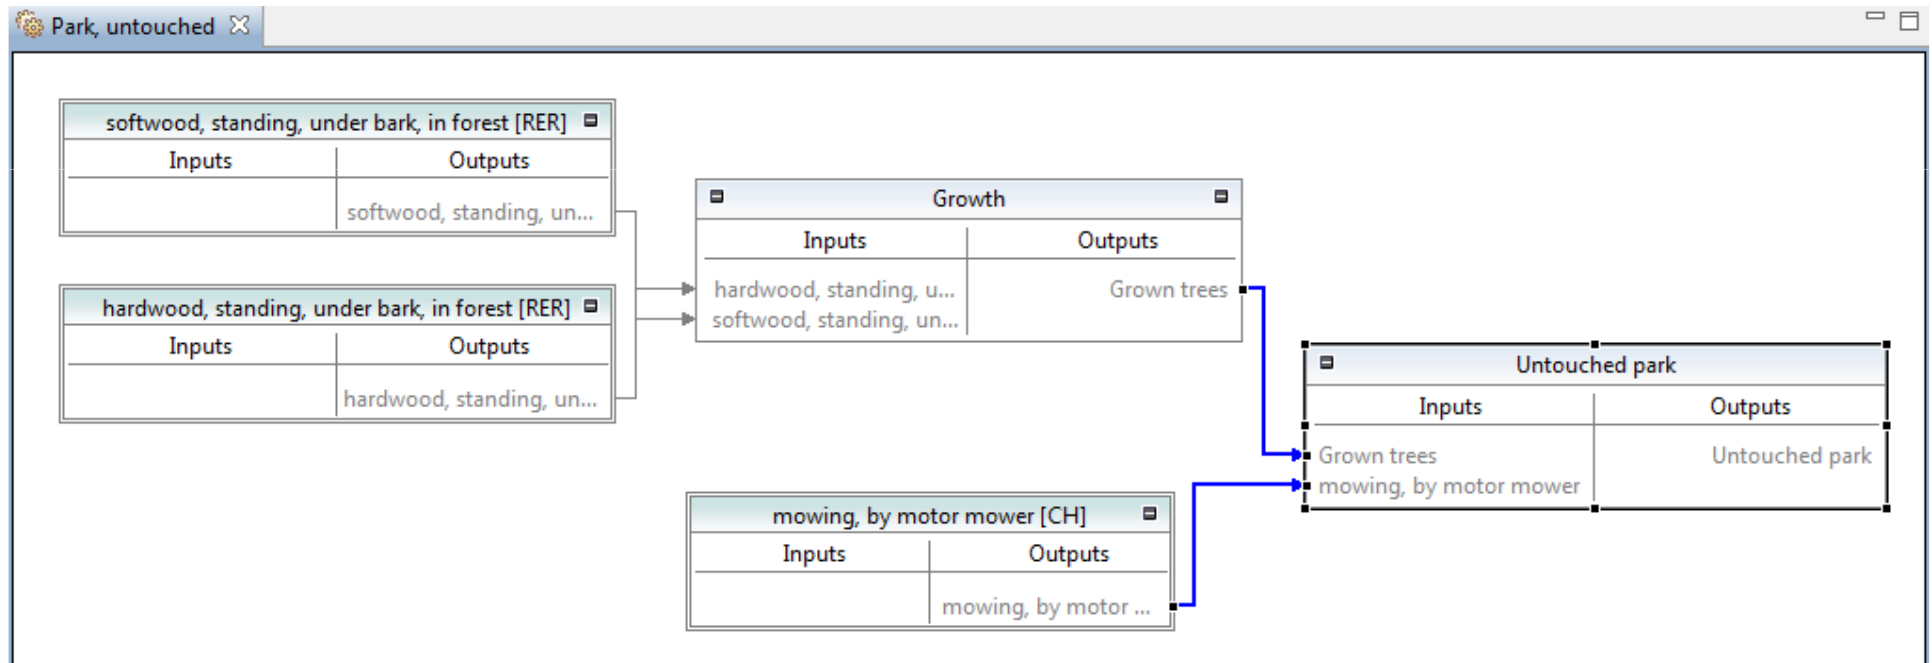 Park, untouched
softwood, standing, under bark, in forest [RER]
Inputs Outputs
softwood, standing, un...
hardwood, standing, under bark, in forest [RER]
Inputs Outputs
hardwood, standing, un...
Growth
Inputs Outputs
hardwood, standing, u... Grown trees
softwood, standing, un...
mowing, by motor mower [CH]
Inputs Outputs
mowing, by motor ...
Untouched park
Inputs Outputs
Grown trees Untouched park
mowing, by motor mower